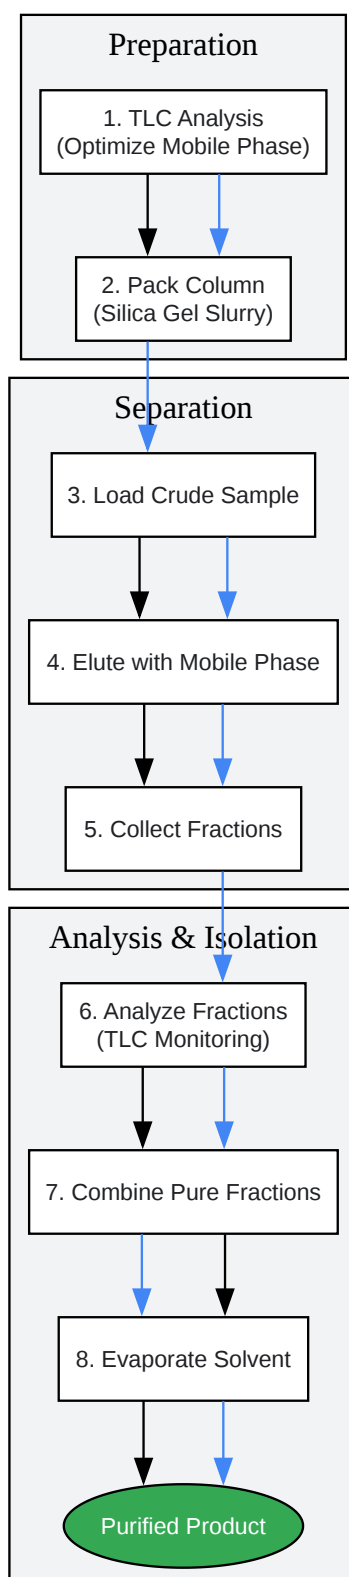 Preparation
1. TLC Analysis
(Optimize Mobile Phase)
2. Pack Column
(Silica Gel Slurry)
Separation
3. Load Crude Sample
4. Elute with Mobile Phase
5. Collect Fractions
Analysis & Isolation
6. Analyze Fractions
(TLC Monitoring)
7. Combine Pure Fractions
8. Evaporate Solvent
Purified Product